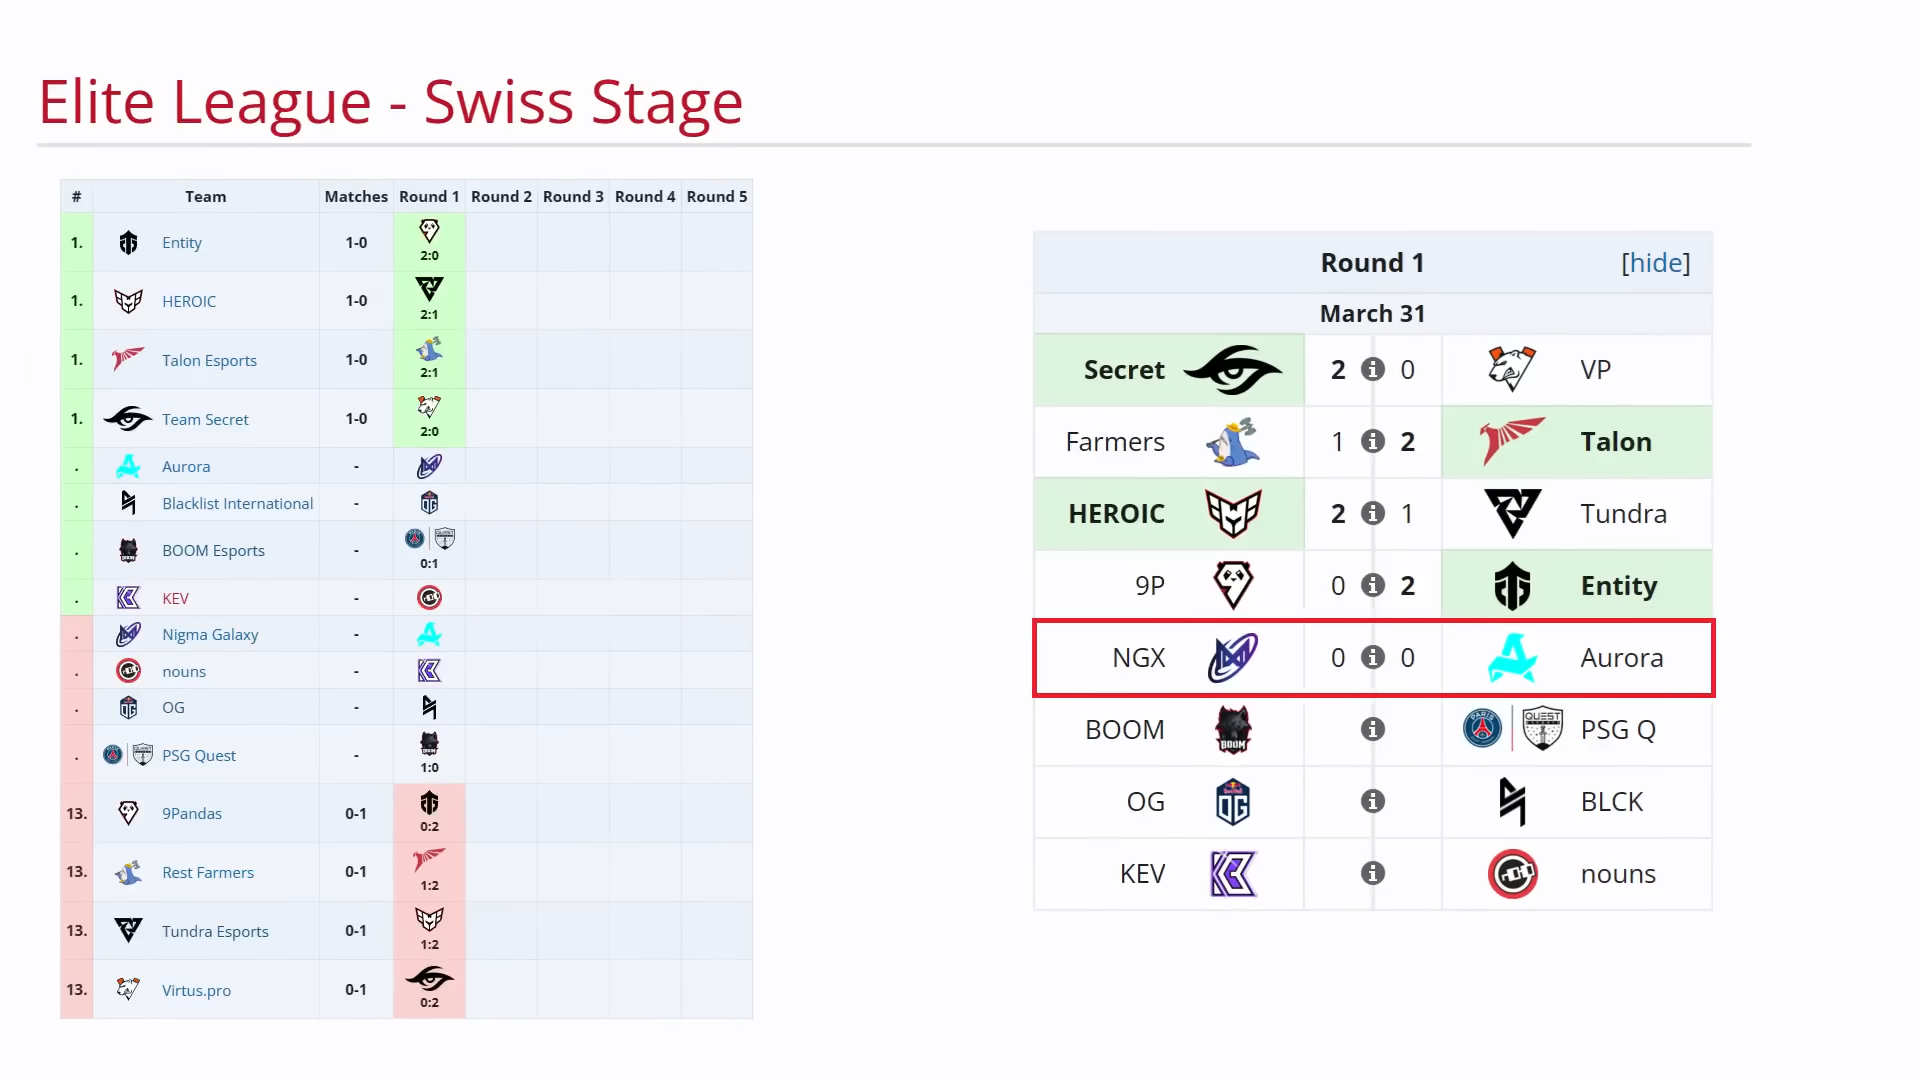 Elite League - Swiss Stage
# Team Matches Round 1 Round 2 Round 3 Round 4 Round 5
1. Entity 1-0 2:0
1. HEROIC 1-0 2:1
1. Talon Esports 1-0 2:1
1. Team Secret 1-0 2:0
. Aurora -
. Blacklist International - OG
. BOOM Esports - 0:1
. KEV -
. Nigma Galaxy -
. nouns -
. OG -
. PSG Quest - 1:0
13. 9Pandas 0-1 0:2
13. Rest Farmers 0-1 1:2
13. Tundra Esports 0-1 1:2
13. Virtus.pro 0-1 0:2
Round 1 [hide]
March 31
Secret 2 i 0 VP
Farmers 1 i 2 Talon
HEROIC 2 i 1 Tundra
9P 0 i 2 Entity
NGX 0 i 0 Aurora
BOOM BOOM i PARIS QUEST PSG Q
OG OG i BLCK
KEV i nouns